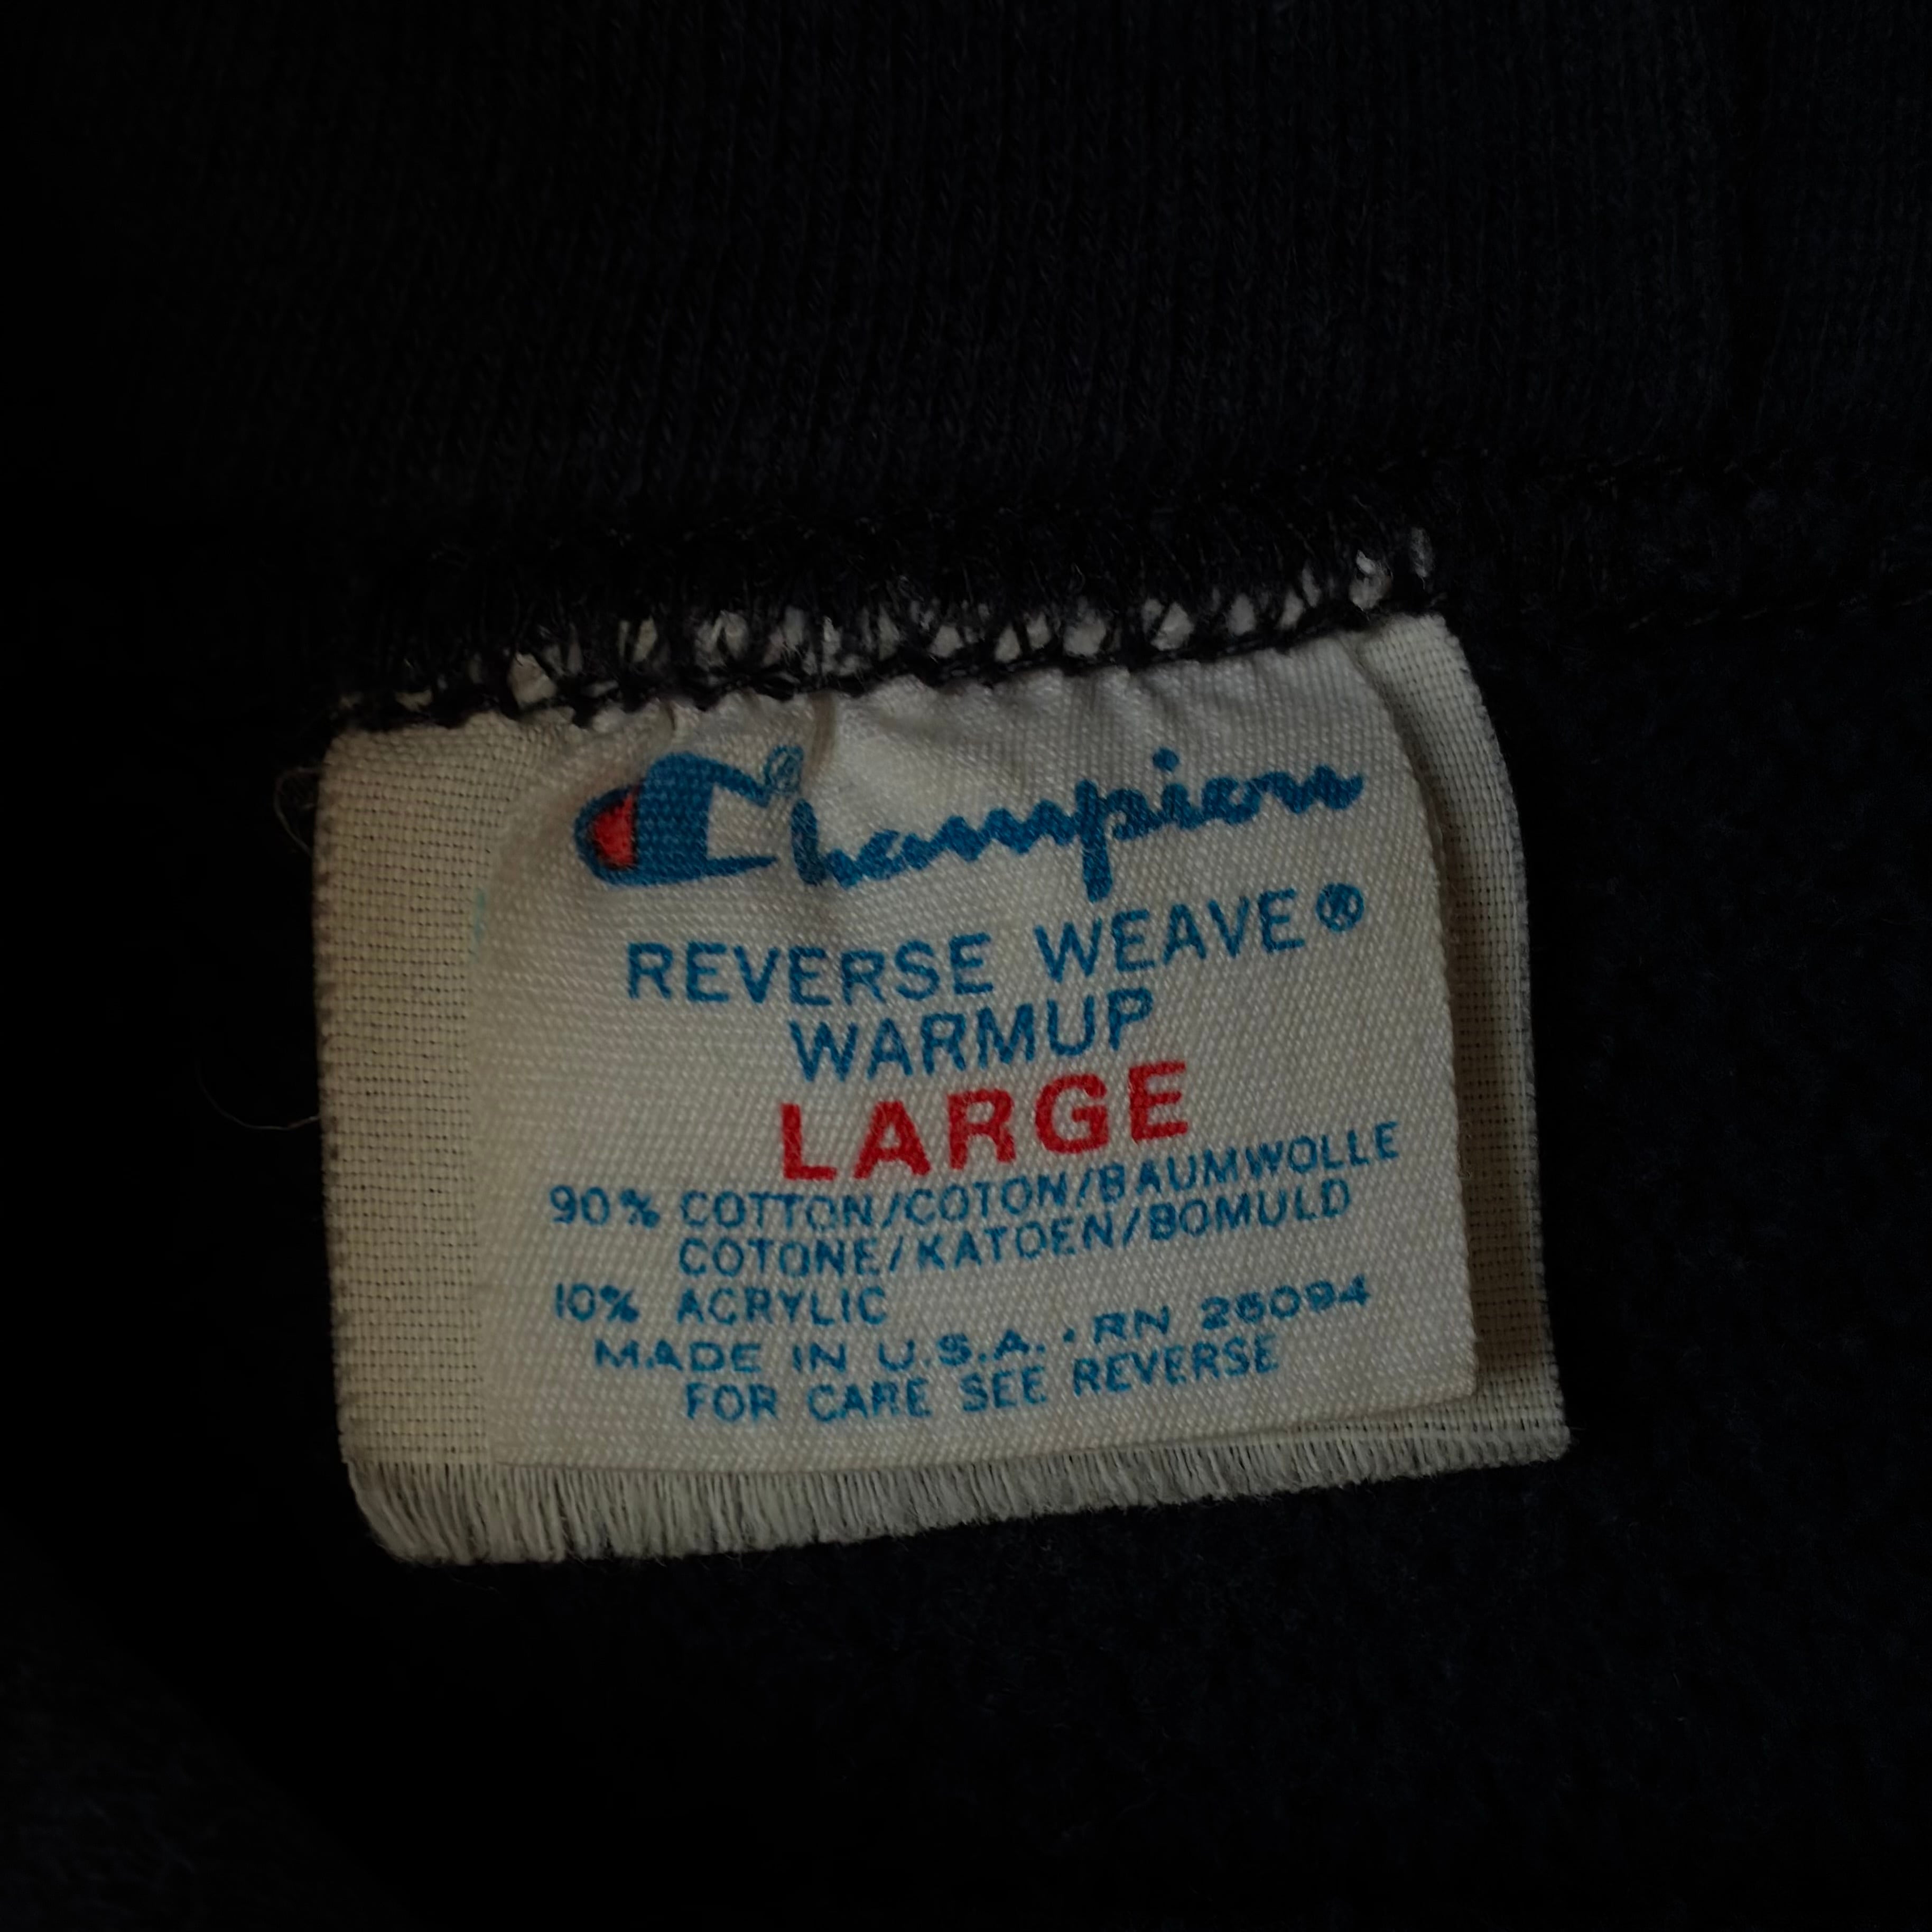 Champion®
REVERSE WEAVE®
WARMUP
LARGE
90% COTTON/COTON/BAUMWOLLE
COTONE/KATOEN/BOMULD
10% ACRYLIC
MADE IN U.S.A. • RN 26094
FOR CARE SEE REVERSE